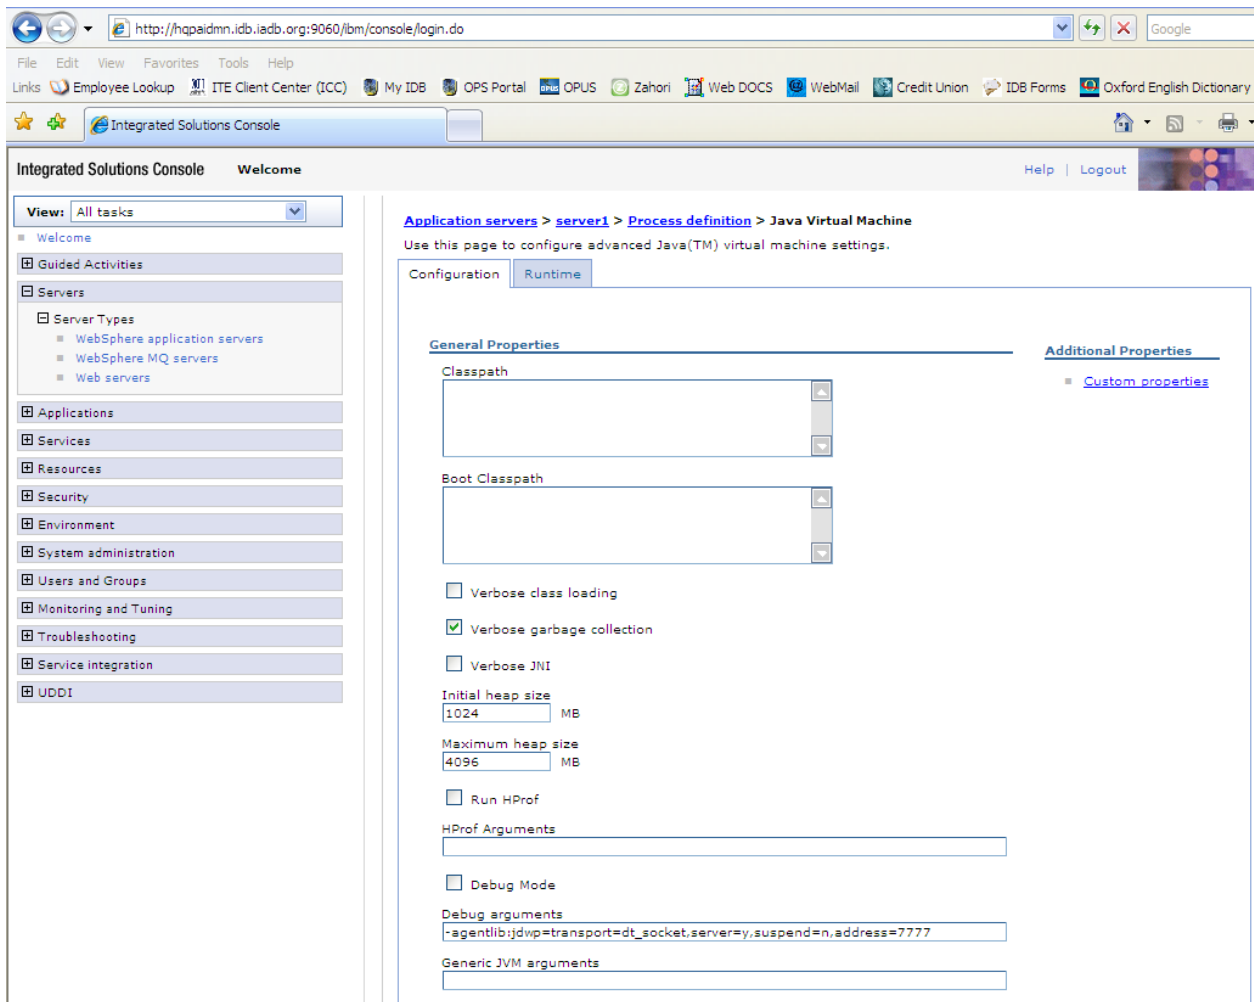 http://hqpaidmn.idb.iadb.org:9060/ibm/console/login.do
Google
File Edit View Favorites Tools Help
Links Employee Lookup ITE Client Center (ICC) My IDB OPS Portal OPUS OPUS Zahori Web DOCS WebMail Credit Union IDB Forms Oxford English Dictionary
Integrated Solutions Console
Integrated Solutions Console Welcome Help | Logout
View: All tasks
Welcome
Guided Activities
Servers
Server Types
WebSphere application servers
WebSphere MQ servers
Web servers
Applications
Services
Resources
Security
Environment
System administration
Users and Groups
Monitoring and Tuning
Troubleshooting
Service integration
UDDI
Application servers > server1 > Process definition > Java Virtual Machine
Use this page to configure advanced Java(TM) virtual machine settings.
Configuration Runtime
General Properties
Classpath
Boot Classpath
Verbose class loading
Verbose garbage collection
Verbose JNI
Initial heap size
1024 MB
Maximum heap size
4096 MB
Run HProf
HProf Arguments
Debug Mode
Debug arguments
-agentlib:jdwp=transport=dt_socket,server=y,suspend=n,address=7777
Generic JVM arguments
Additional Properties
Custom properties